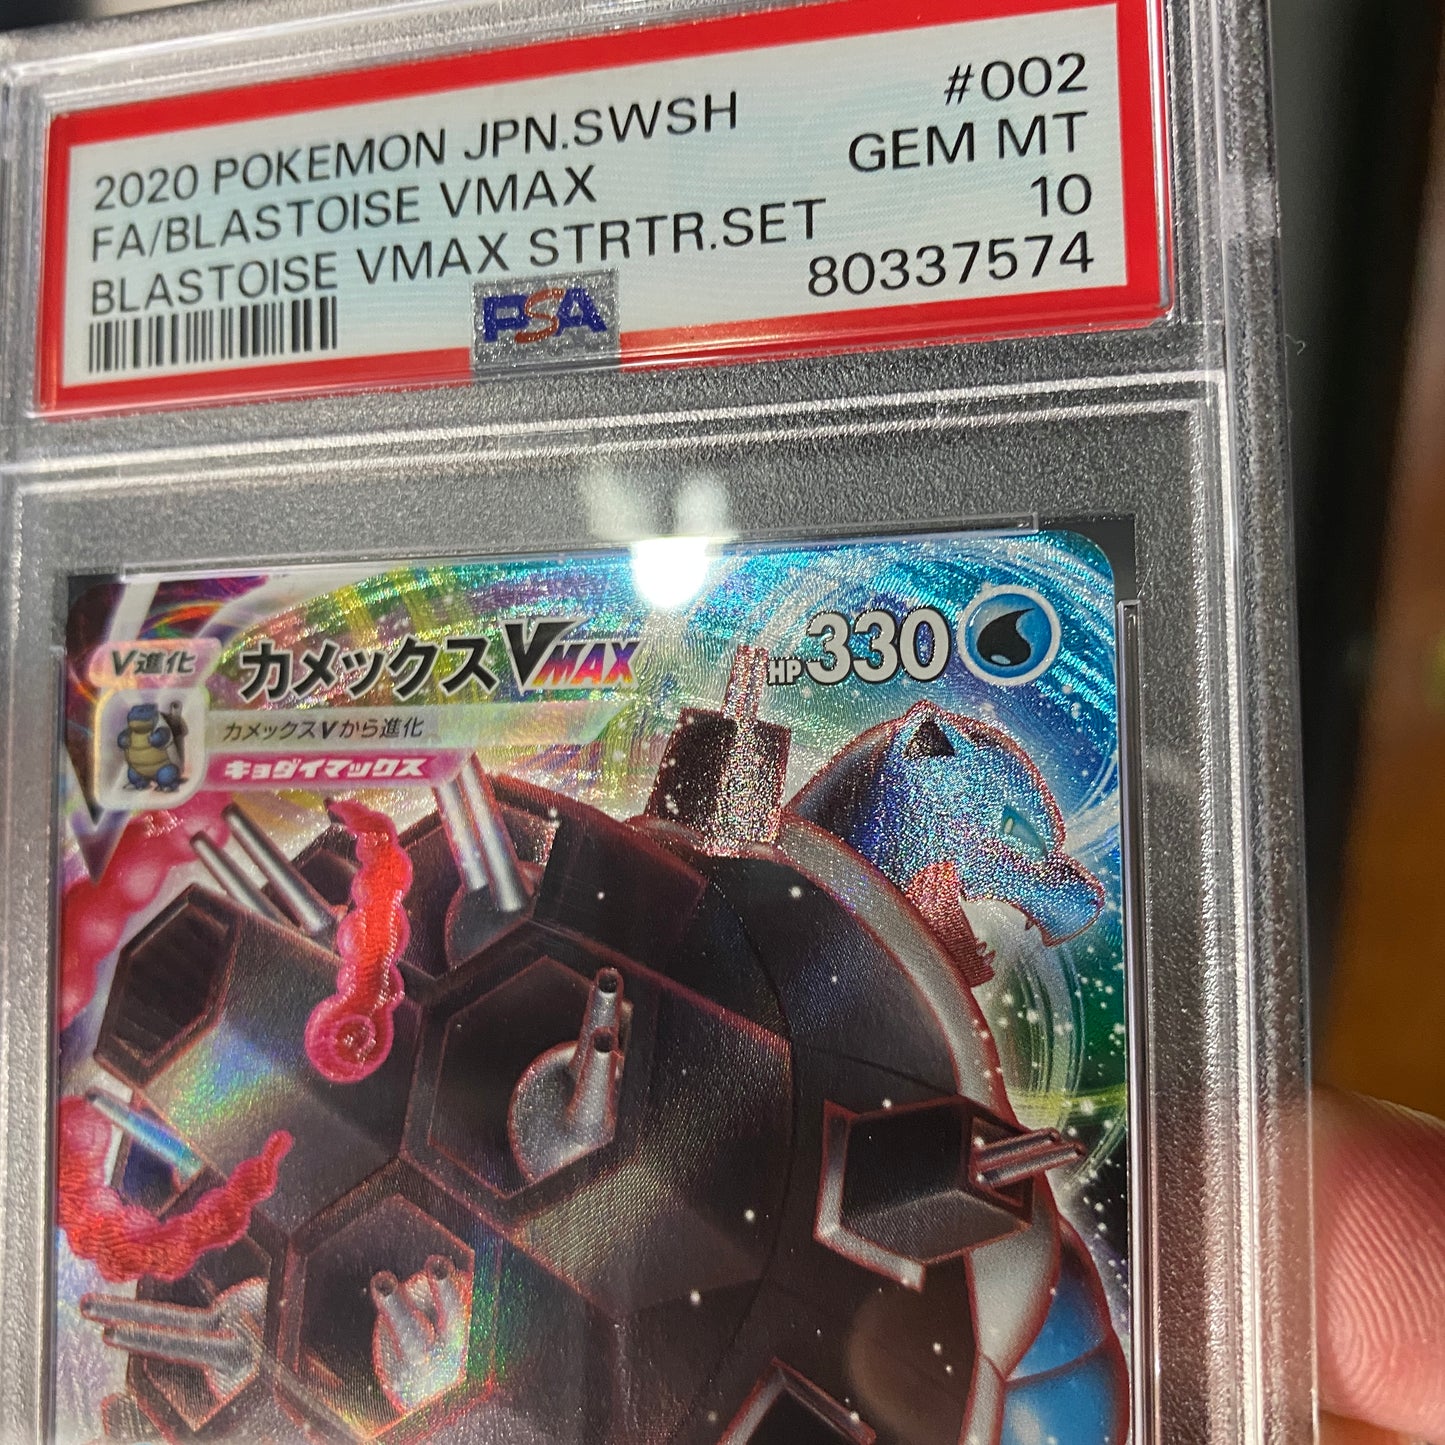 2020 POKEMON JPN.SWSH #002
FA/BLASTOISE VMAX GEM MT
BLASTOISE VMAX STRTR.SET 10
80337574
PSA
V進化 カメックスVMAX HP330
カメックスVから進化
キョダイマックス